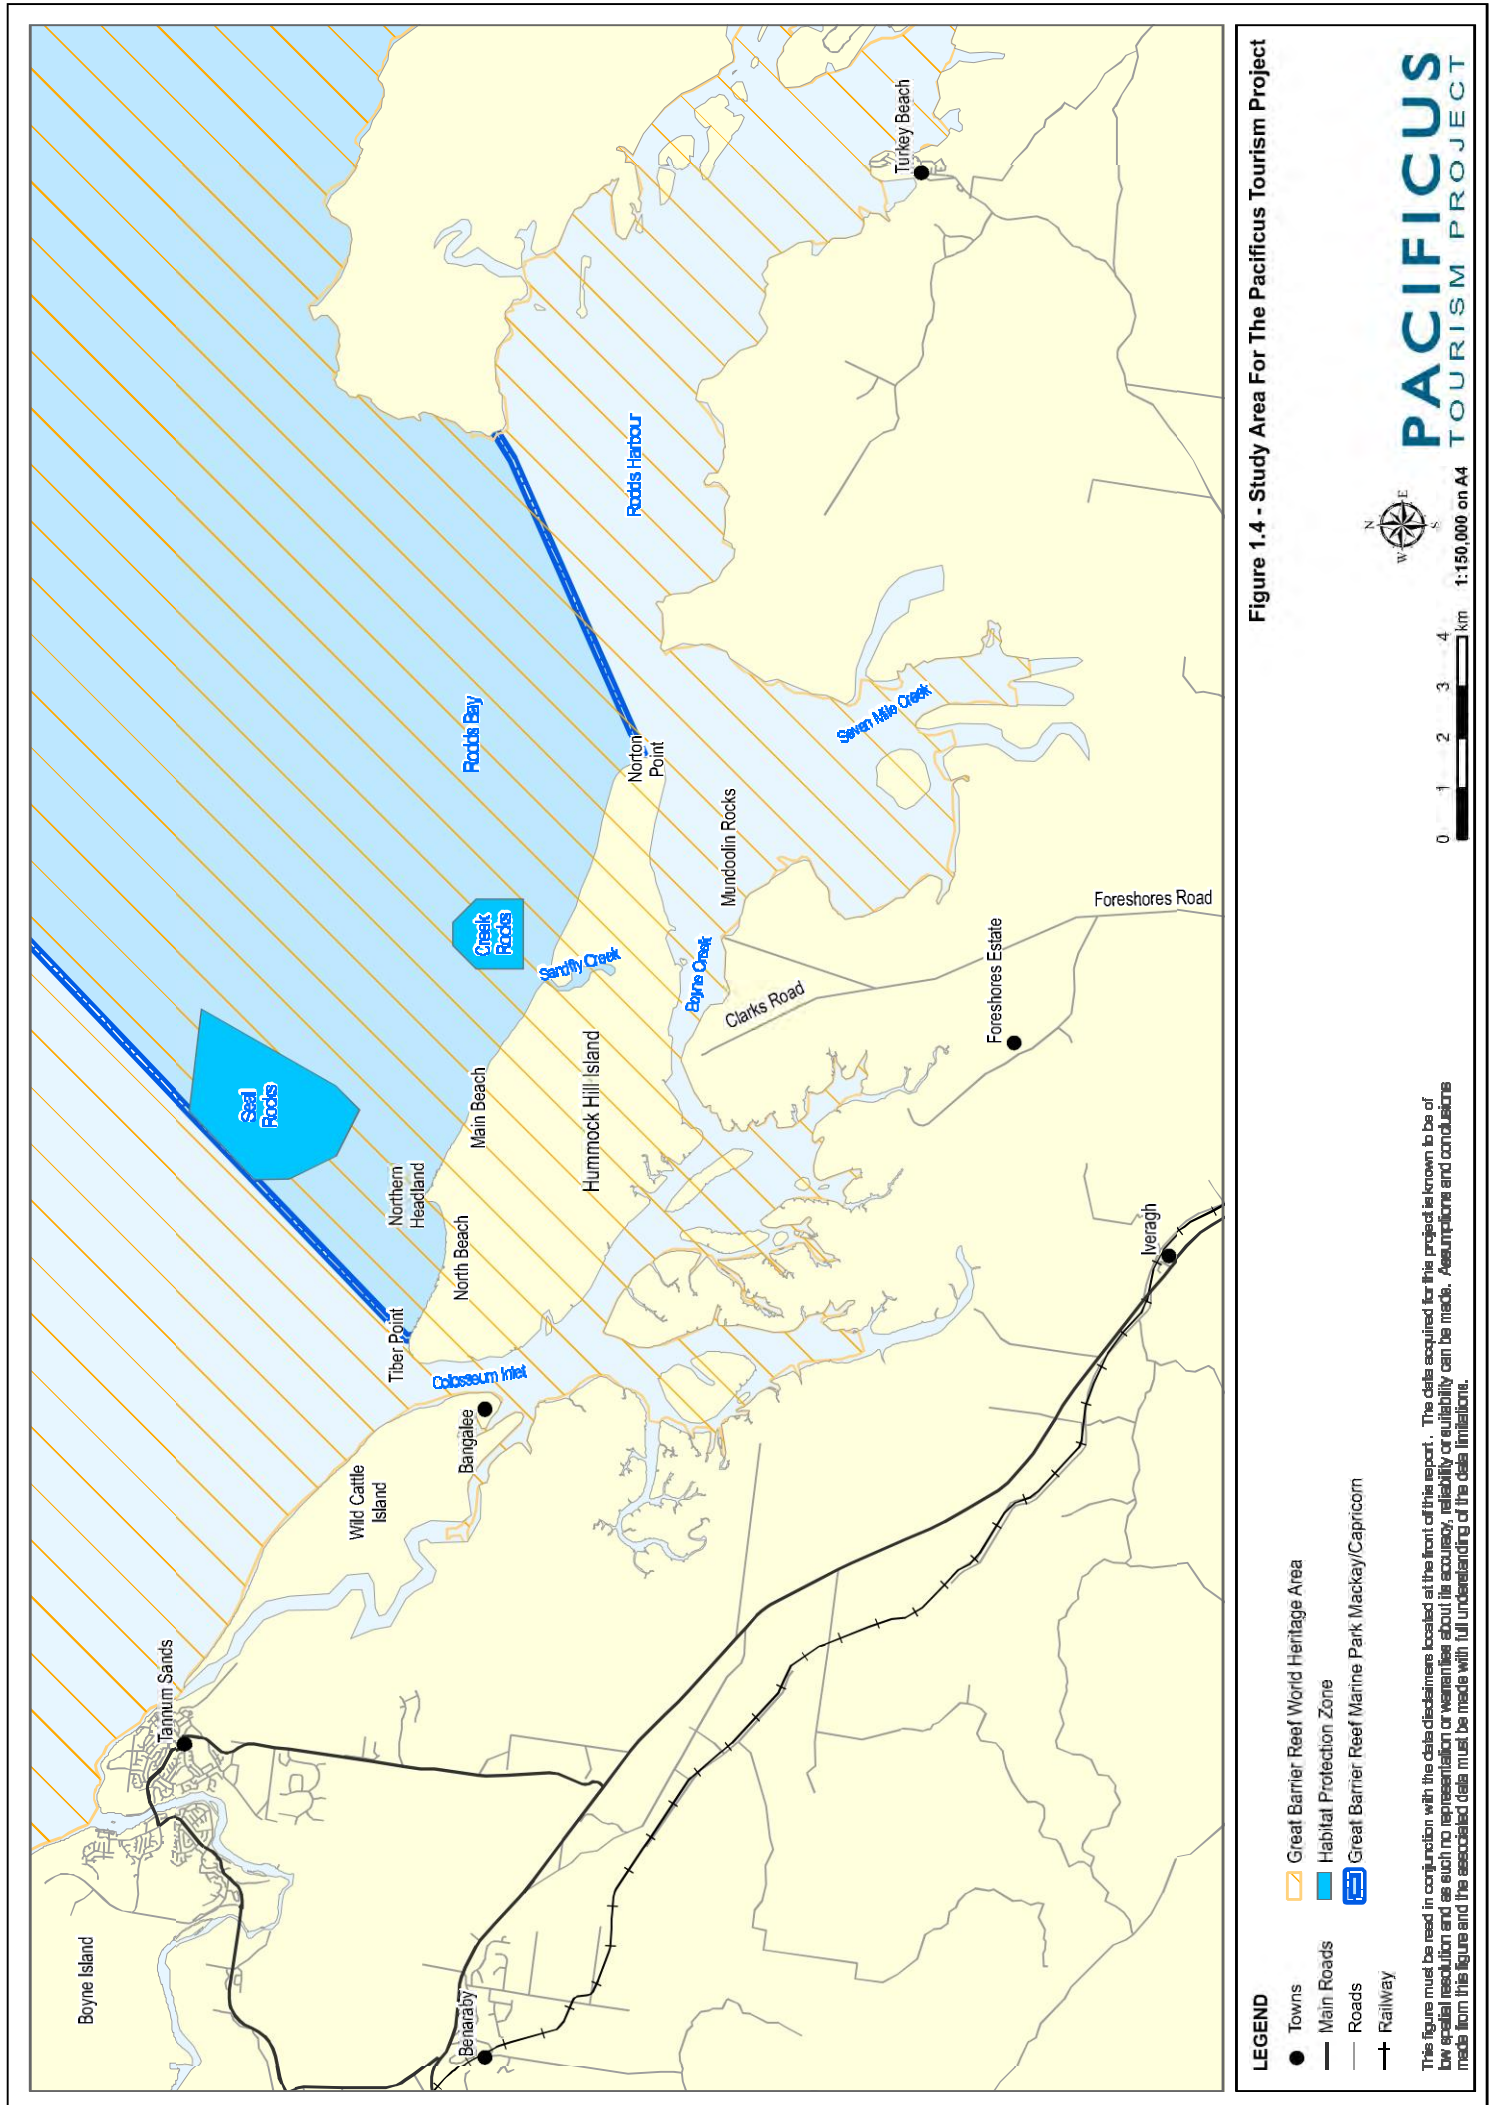 Boyne Island
Tannum Sands
Benaraby
Wild Cattle
Island
Bangalee
Tiber Point
Colosseum Inlet
North Beach
Northern
Headland
Main Beach
Seal
Rocks
Creek
Rocks
Sandfly Creek
Hummock Hill Island
Boyne Creek
Clarks Road
Foreshores Estate
Foreshores Road
Iveragh
Mundoolin Rocks
Norton
Point
Rodds Bay
Rodds Harbour
Seven Mile Creek
Turkey Beach
Figure 1.4 - Study Area For The Pacificus Tourism Project
LEGEND
Towns
Main Roads
Roads
Railway
Great Barrier Reef World Heritage Area
Habitat Protection Zone
Great Barrier Reef Marine Park Mackay/Capricorn
This figure must be read in conjunction with the data disclaimers located at the front of this report. The data acquired for this project is known to be of
low spatial resolution and as such no representation or warranties about its accuracy, reliability or suitability can be made. Assumptions and conclusions
made from this figure and the associated data must be made with full understanding of the data limitations.
0 1 2 3 4
km
1:150,000 on A4
N
W E
S
PACIFICUS
TOURISM PROJECT